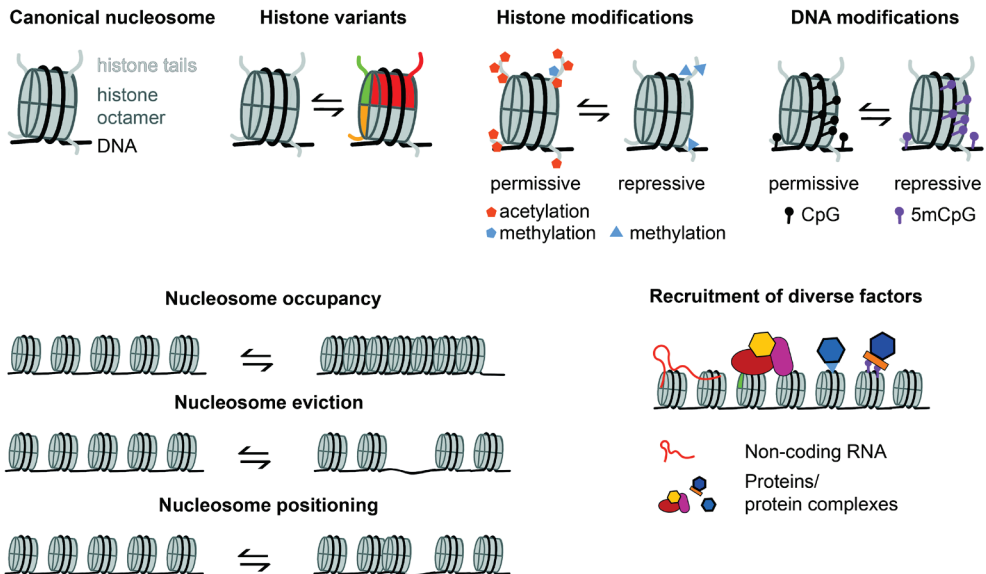 Canonical nucleosome
histone tails
histone
octamer
DNA
Histone variants
Histone modifications
permissive
repressive
acetylation
methylation
methylation
DNA modifications
permissive
repressive
CpG
5mCpG
Nucleosome occupancy
Nucleosome eviction
Nucleosome positioning
Recruitment of diverse factors
Non-coding RNA
Proteins/
protein complexes